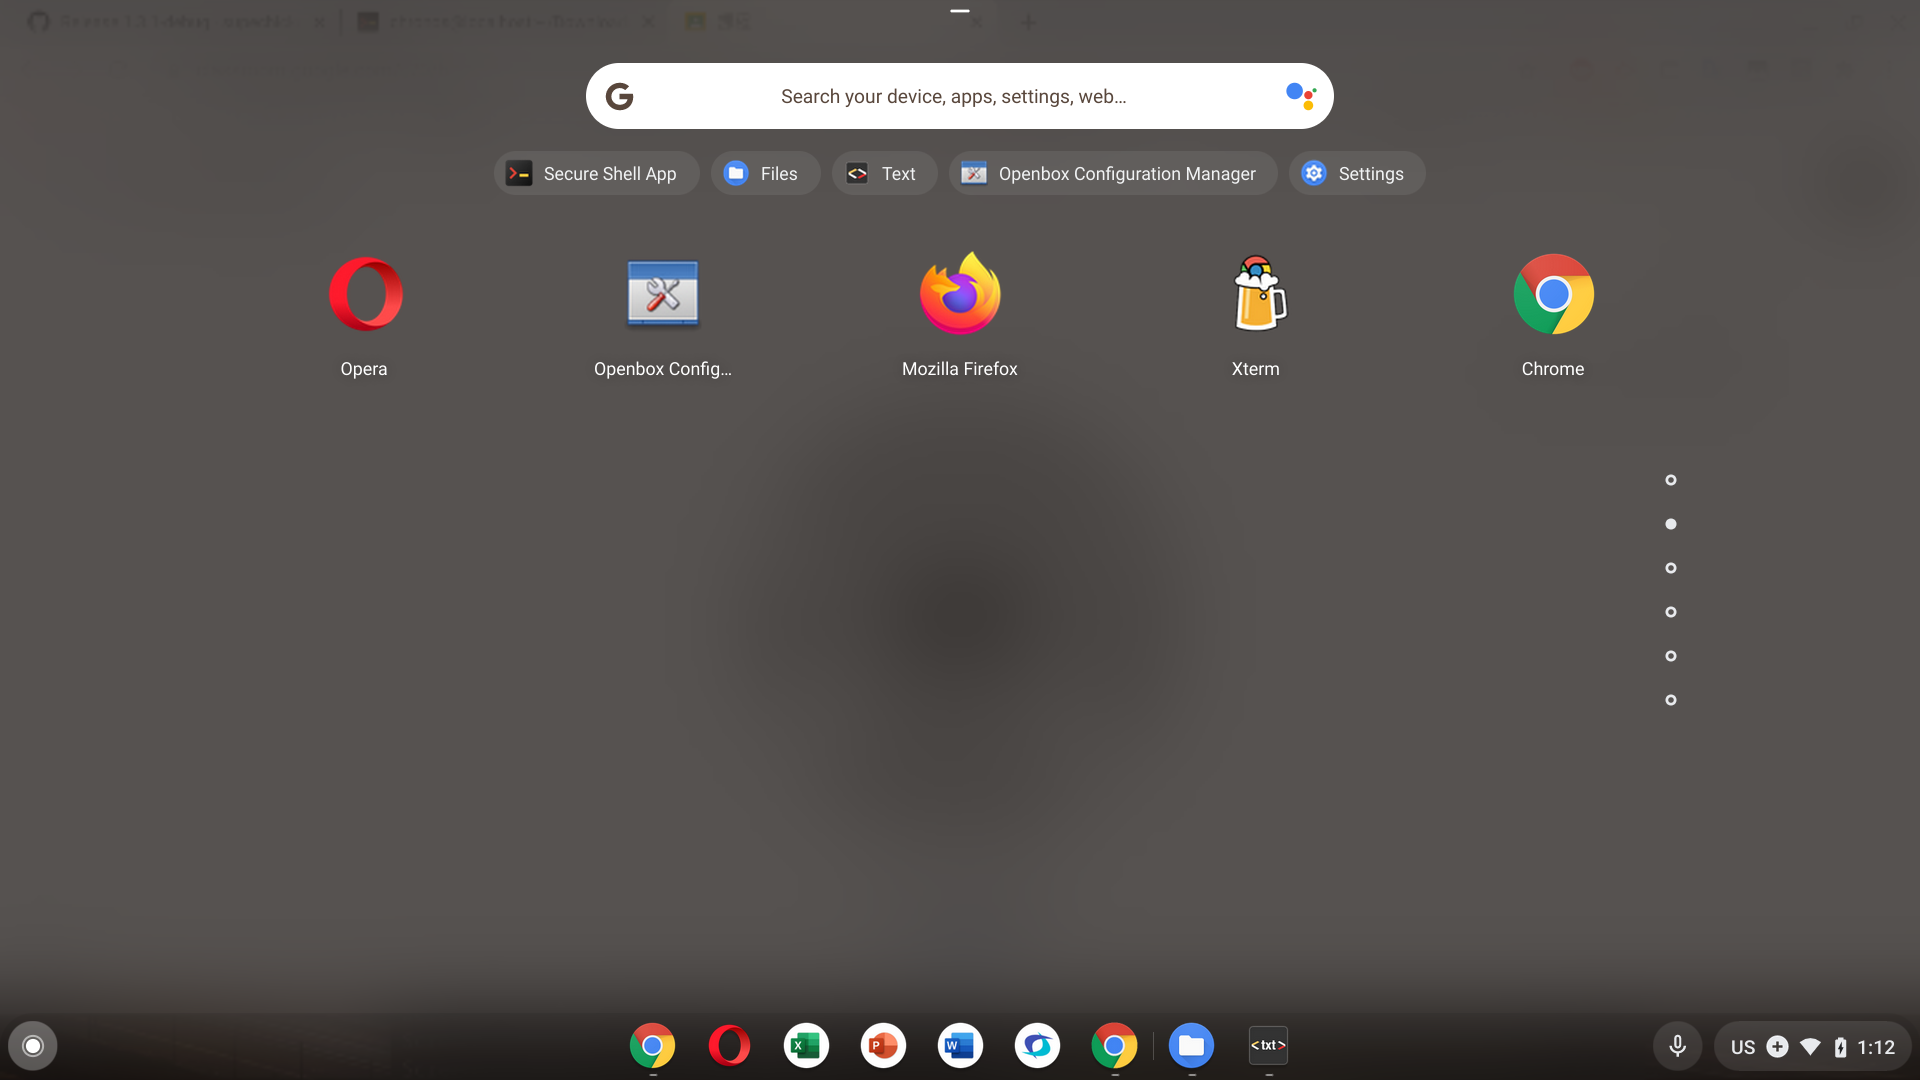 Search your device, apps, settings, web...
Secure Shell App
Files
Text
Openbox Configuration Manager
Settings
Opera
Openbox Config...
Mozilla Firefox
Xterm
Chrome
<txt>
US
1:12